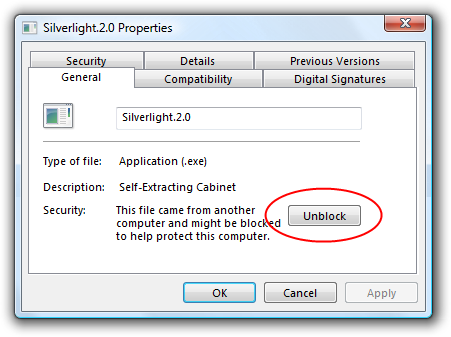 Silverlight.2.0 Properties
Security Details Previous Versions
General Compatibility Digital Signatures
Silverlight.2.0
Type of file: Application (.exe)
Description: Self-Extracting Cabinet
Security: This file came from another
computer and might be blocked
to help protect this computer.
Unblock
OK Cancel Apply